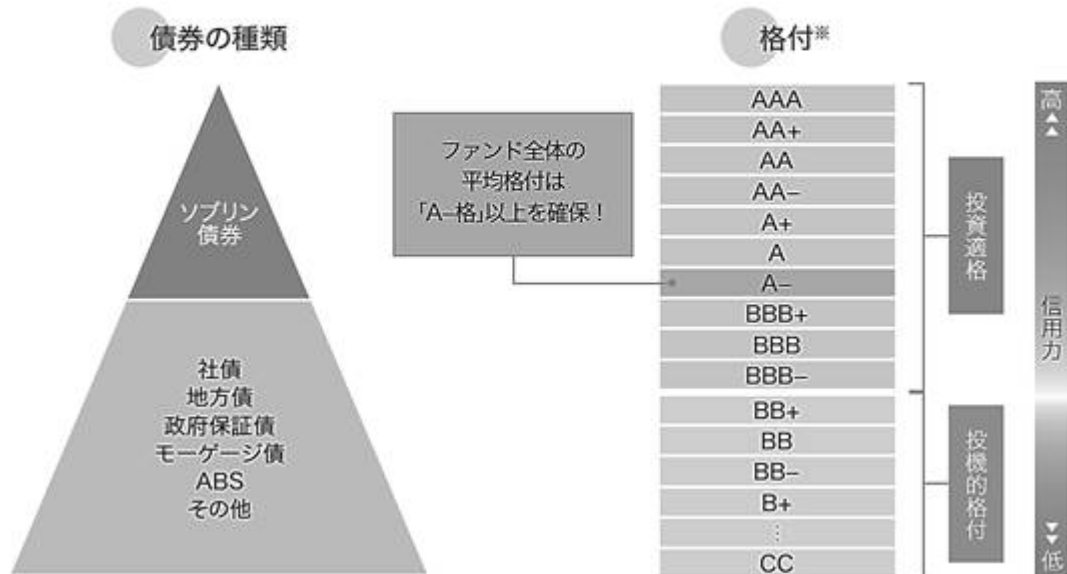 債券の種類
ソブリン
債券
社債
地方債
政府保証債
モーゲージ債
ABS
その他
ファンド全体の
平均格付は
「A−格」以上を確保！
格付※
AAA
AA+
AA
AA−
A+
A
A−
BBB+
BBB
BBB−
BB+
BB
BB−
B+
⋮
CC
投資適格
投機的格付
高
信用力
低